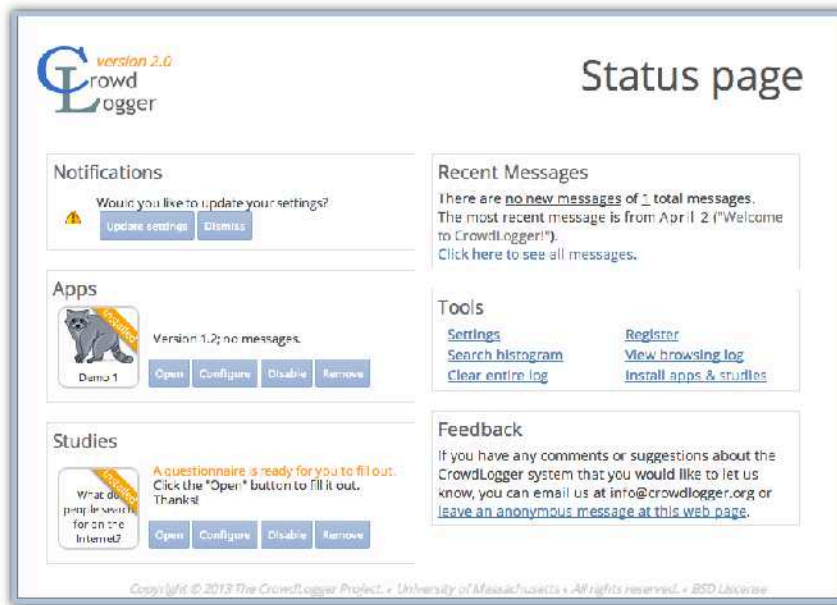 version 2.0
Crowd
Logger
Status page
Notifications
Would you like to update your settings?
Update settings Dismiss
Apps
Installed
Demo 1
Version 1.2; no messages.
Open Configure Disable Remove
Studies
Installed
What do
people search
for on the
Internet?
A questionnaire is ready for you to fill out.
Click the "Open" button to fill it out.
Thanks!
Open Configure Disable Remove
Recent Messages
There are no new messages of 1 total messages.
The most recent message is from April 2 ("Welcome
to CrowdLogger!").
Click here to see all messages.
Tools
Settings Register
Search histogram View browsing log
Clear entire log Install apps & studies
Feedback
If you have any comments or suggestions about the
CrowdLogger system that you would like to let us
know, you can email us at info@crowdlogger.org or
leave an anonymous message at this web page.
Copyright © 2013 The CrowdLogger Project. • University of Massachusetts • All rights reserved. • BSD Liscense